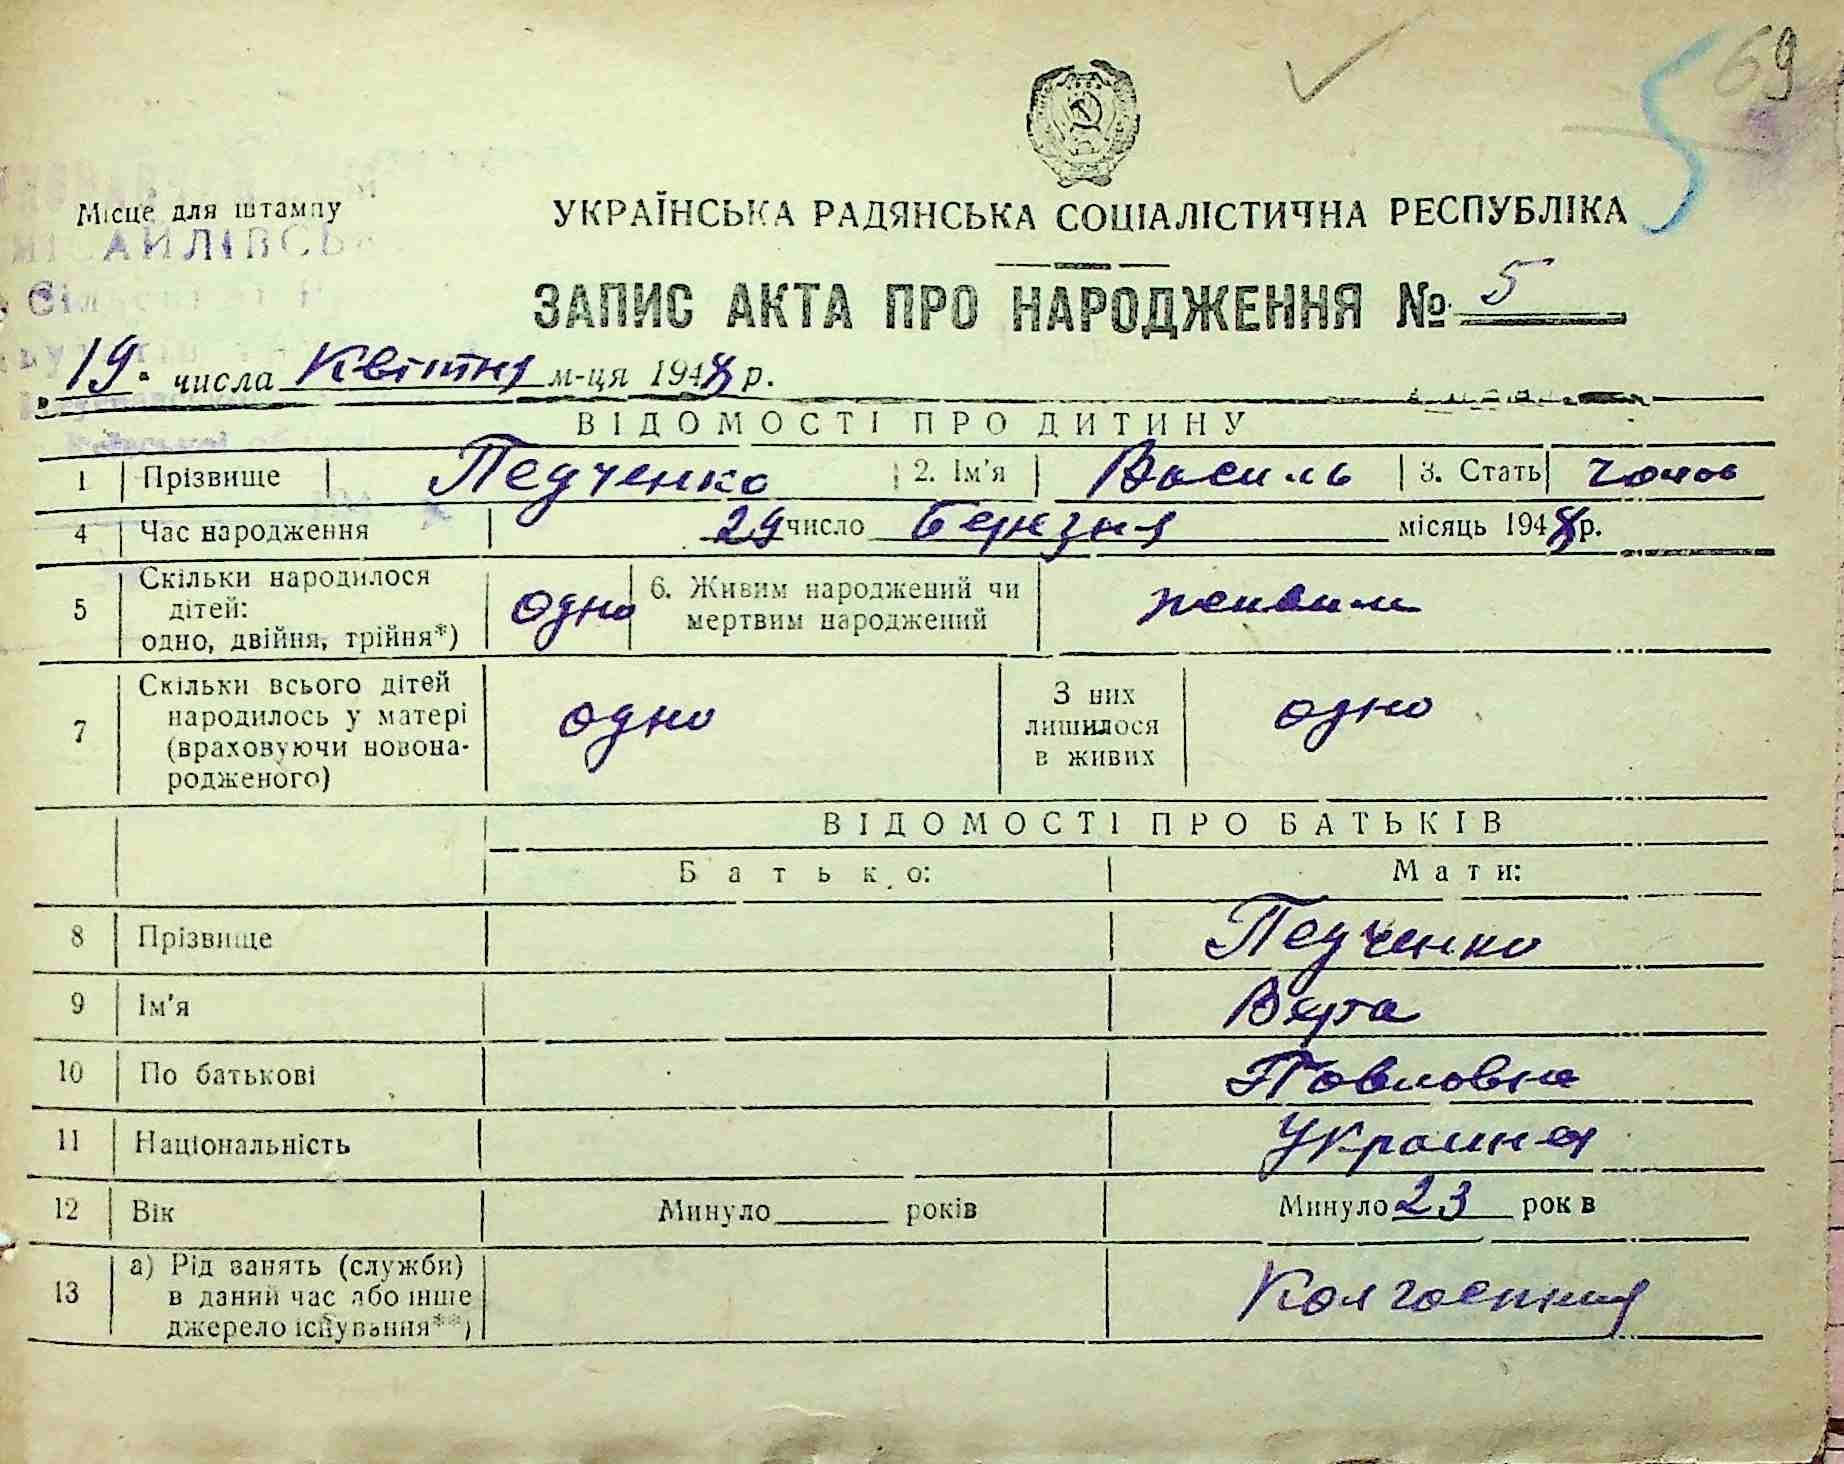 69
5
Місце для штампу
УКРАЇНСЬКА РАДЯНСЬКА СОЦІАЛІСТИЧНА РЕСПУБЛІКА
ЗАПИС АКТА ПРО НАРОДЖЕННЯ № 5
19 числа Квітня м-ця 1948 р.
ВІДОМОСТІ ПРО ДИТИНУ
1 Прізвище Педченко 2. Ім'я Василь 3. Стать чолов
4 Час народження 29 число Березня місяць 1948 р.
5 Скільки народилося дітей: одно, двійня, трійня*) одно 6. Живим народжений чи мертвим народжений живим
7 Скільки всього дітей народилось у матері (враховуючи новонародженого) одно З них лишилося в живих одно
ВІДОМОСТІ ПРО БАТЬКІВ
Батько: Мати:
8 Прізвище Педченко
9 Ім'я
10 По батькові Повловна
11 Національність Україна
12 Вік Минуло років Минуло 23 рок в
13 а) Рід занять (служби) в даний час або інше джерело існування**) Колгоспниця